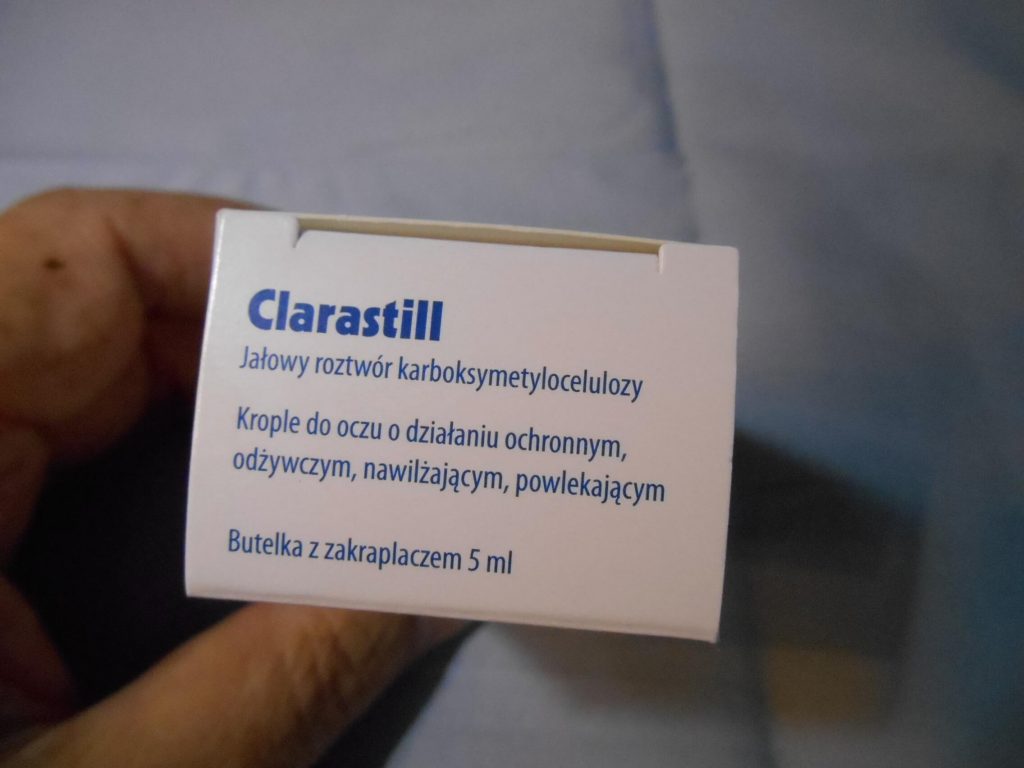 Clarastill
Jałowy roztwór karboksymetylocelulozy
Krople do oczu o działaniu ochronnym,
odżywczym, nawilżającym, powlekającym
Butelka z zakraplaczem 5 ml